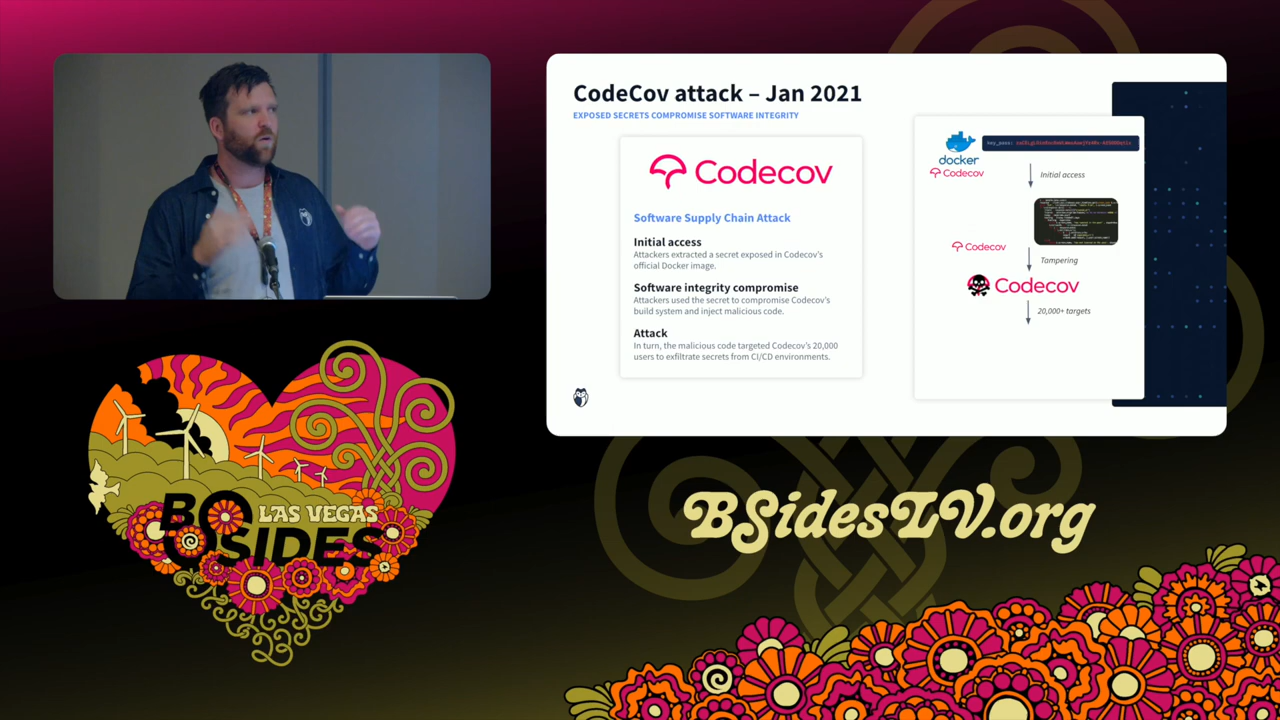 CodeCov attack – Jan 2021
EXPOSED SECRETS COMPROMISE SOFTWARE INTEGRITY
Codecov
Software Supply Chain Attack
Initial access
Attackers extracted a secret exposed in Codecov's
official Docker image.
Software integrity compromise
Attackers used the secret to compromise Codecov's
build system and inject malicious code.
Attack
In turn, the malicious code targeted Codecov's 20,000
users to exfiltrate secrets from CI/CD environments.
docker
Codecov
key_pass:
Initial access
Codecov
Tampering
Codecov
20,000+ targets
LAS VEGAS
BSIDES
23
BSidesLV.org